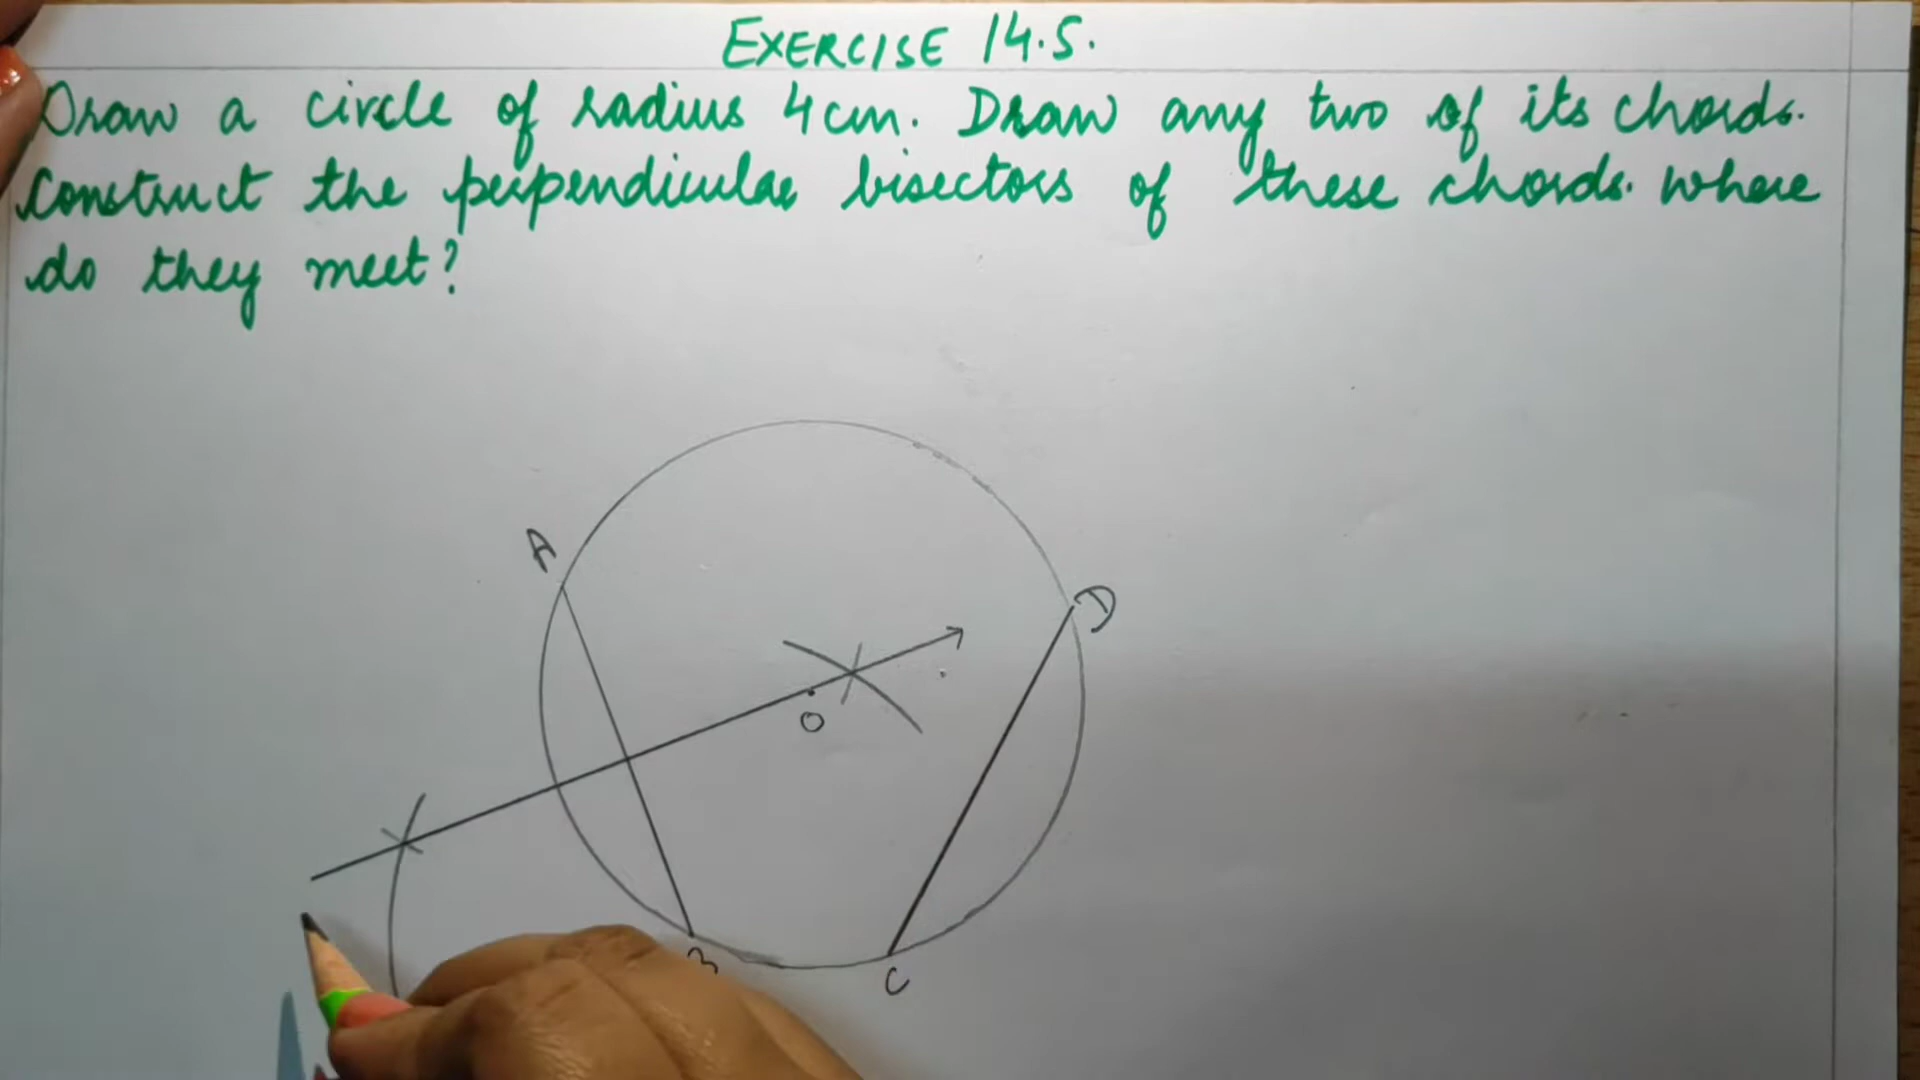 EXERCISE 14.5.
Draw a circle of radius 4cm. Draw any two of its chords.
Construct the perpendicular bisectors of these chords. Where
do they meet?
A
D
O
B
C